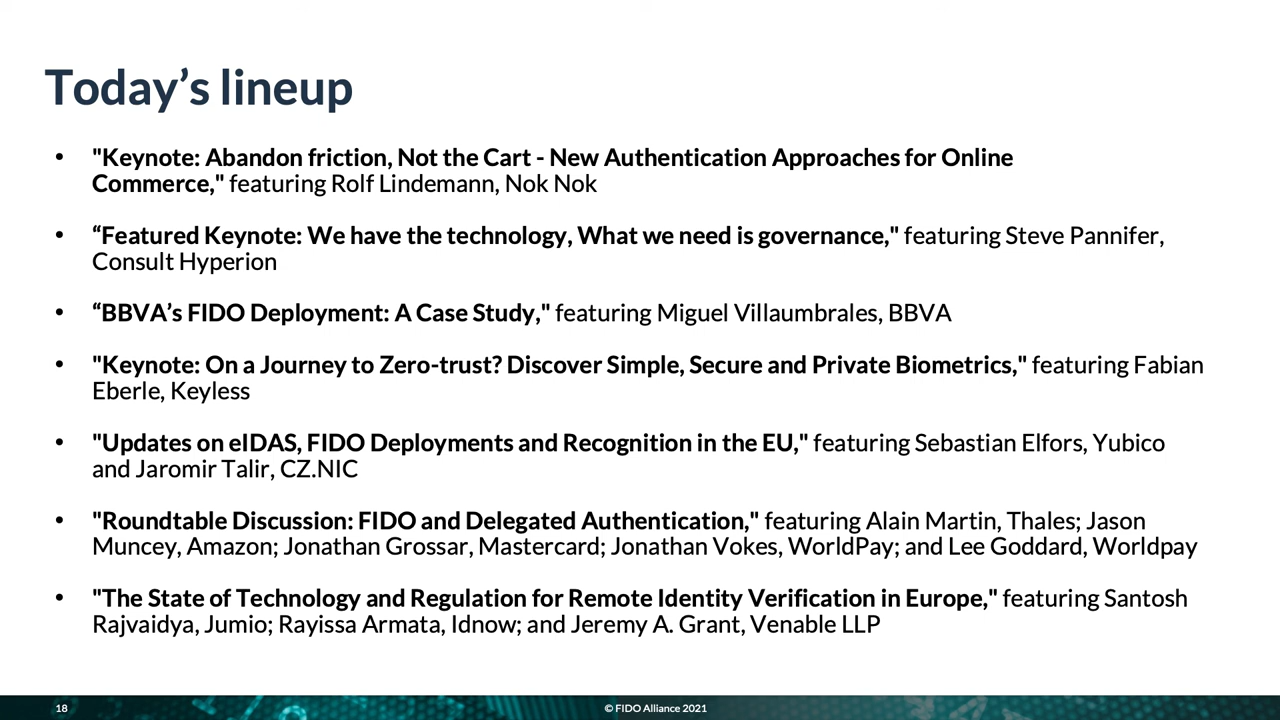 Today’s lineup
• "Keynote: Abandon friction, Not the Cart - New Authentication Approaches for Online
Commerce," featuring Rolf Lindemann, Nok Nok
• “Featured Keynote: We have the technology, What we need is governance," featuring Steve Pannifer,
Consult Hyperion
• “BBVA’s FIDO Deployment: A Case Study," featuring Miguel Villaumbrales, BBVA
• "Keynote: On a Journey to Zero-trust? Discover Simple, Secure and Private Biometrics," featuring Fabian
Eberle, Keyless
• "Updates on eIDAS, FIDO Deployments and Recognition in the EU," featuring Sebastian Elfors, Yubico
and Jaromir Talir, CZ.NIC
• "Roundtable Discussion: FIDO and Delegated Authentication," featuring Alain Martin, Thales; Jason
Muncey, Amazon; Jonathan Grossar, Mastercard; Jonathan Vokes, WorldPay; and Lee Goddard, Worldpay
• "The State of Technology and Regulation for Remote Identity Verification in Europe," featuring Santosh
Rajvaidya, Jumio; Rayissa Armata, Idnow; and Jeremy A. Grant, Venable LLP
18
© FIDO Alliance 2021